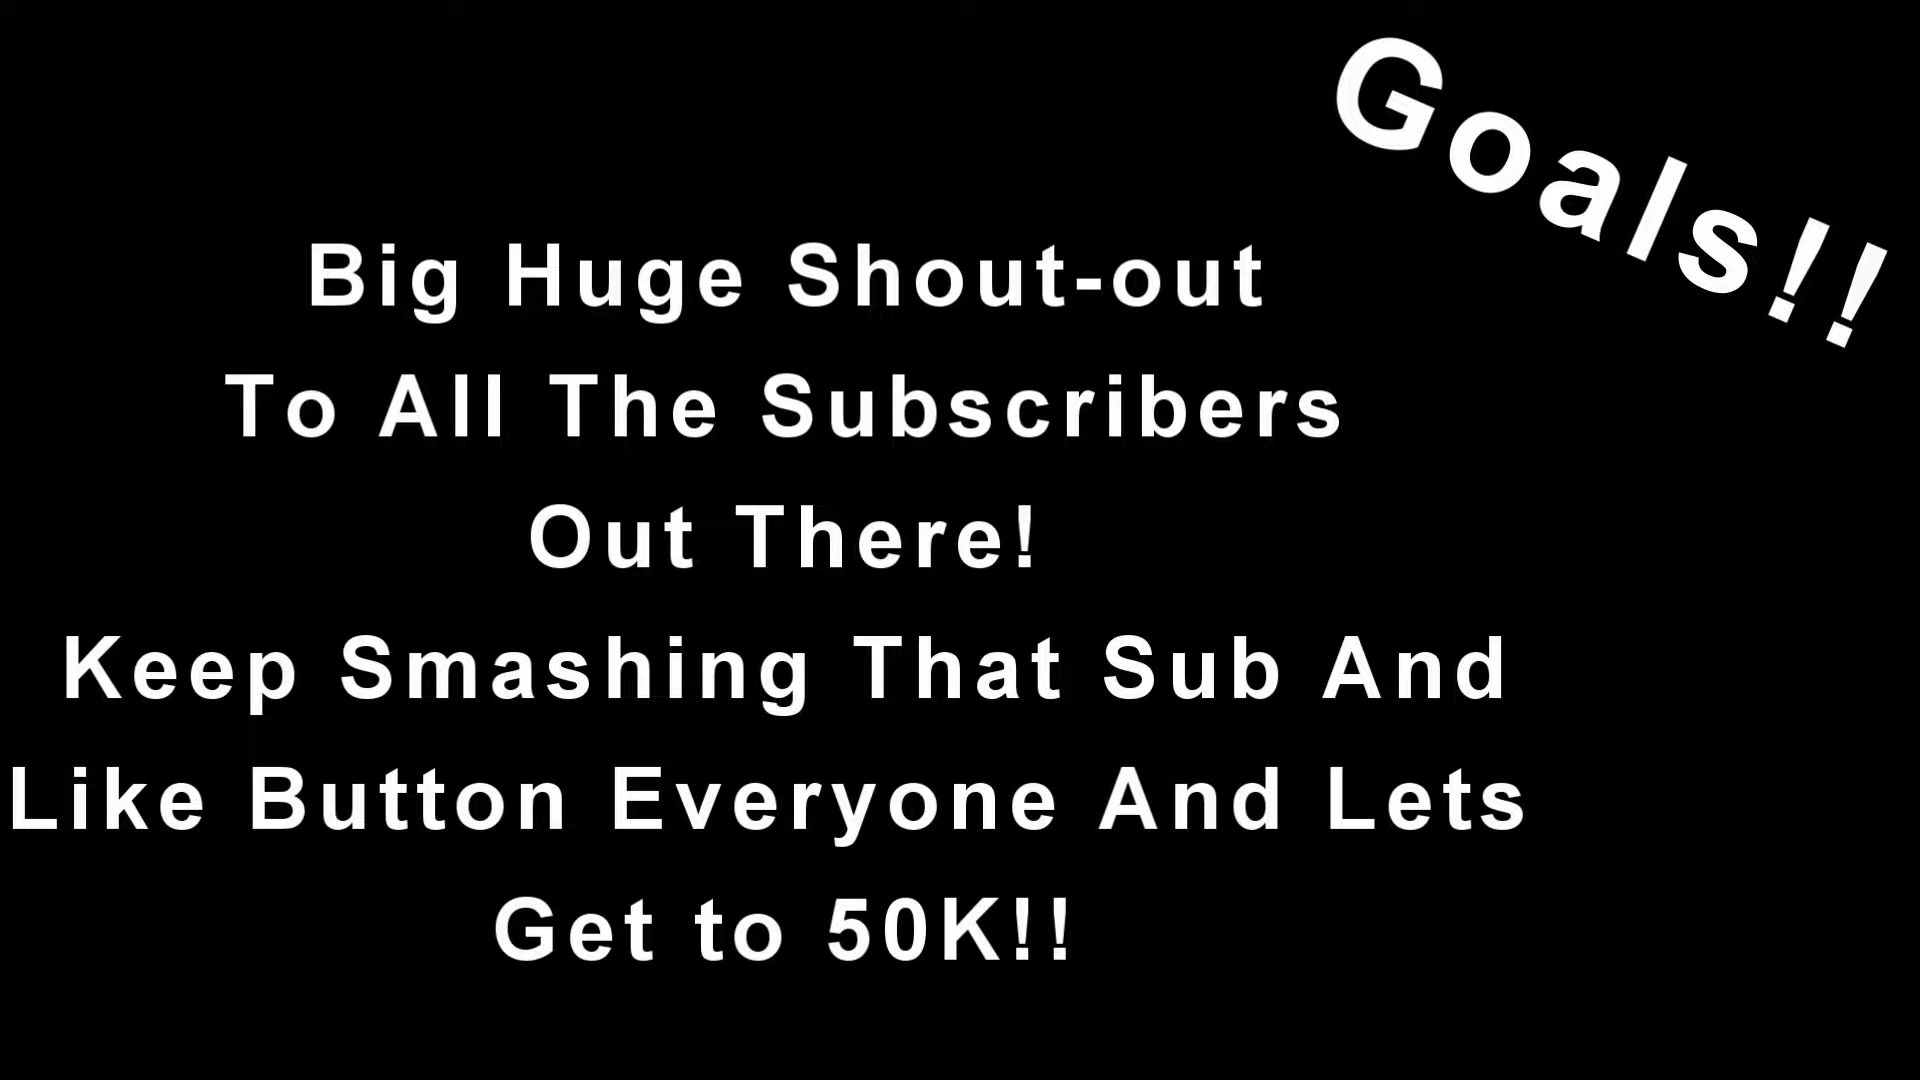 Goals!!
Big Huge Shout-out
To All The Subscribers
Out There!
Keep Smashing That Sub And
Like Button Everyone And Lets
Get to 50K!!